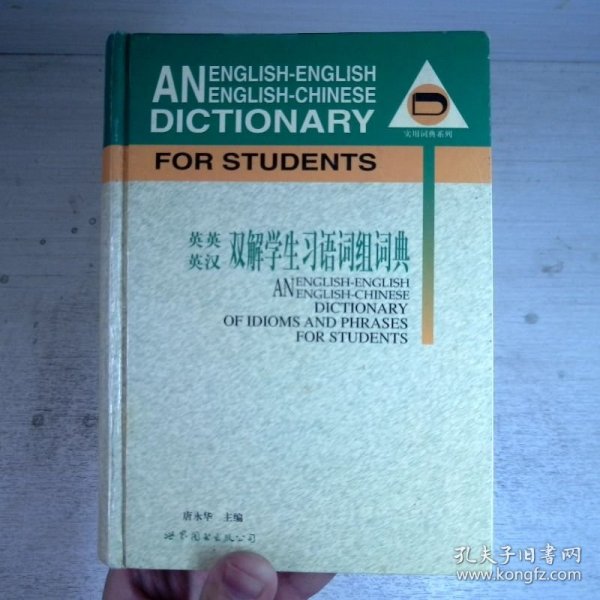 AN ENGLISH-ENGLISH
ENGLISH-CHINESE
DICTIONARY
FOR STUDENTS
实用词典系列
英英
英汉 双解学生习语词组词典
AN ENGLISH-ENGLISH
ENGLISH-CHINESE
DICTIONARY
OF IDIOMS AND PHRASES
FOR STUDENTS
唐永华 主编
世界图书出版公司
孔夫子旧书网
www.kongfz.com